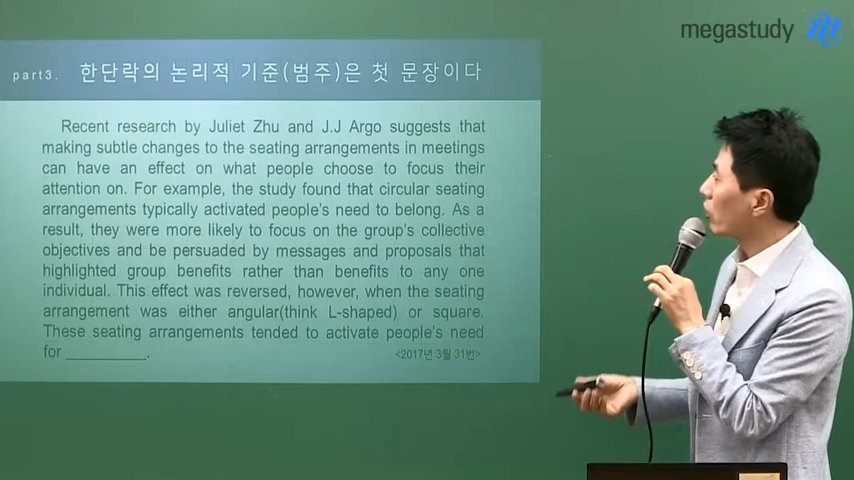 megastudy
part3. 한단락의 논리적 기준(범주)은 첫 문장이다
Recent research by Juliet Zhu and J.J Argo suggests that
making subtle changes to the seating arrangements in meetings
can have an effect on what people choose to focus their
attention on. For example, the study found that circular seating
arrangements typically activated people's need to belong. As a
result, they were more likely to focus on the group's collective
objectives and be persuaded by messages and proposals that
highlighted group benefits rather than benefits to any one
individual. This effect was reversed, however, when the seating
arrangement was either angular(think L-shaped) or square.
These seating arrangements tended to activate people's need
for ____________. <2017년 3월 31번>